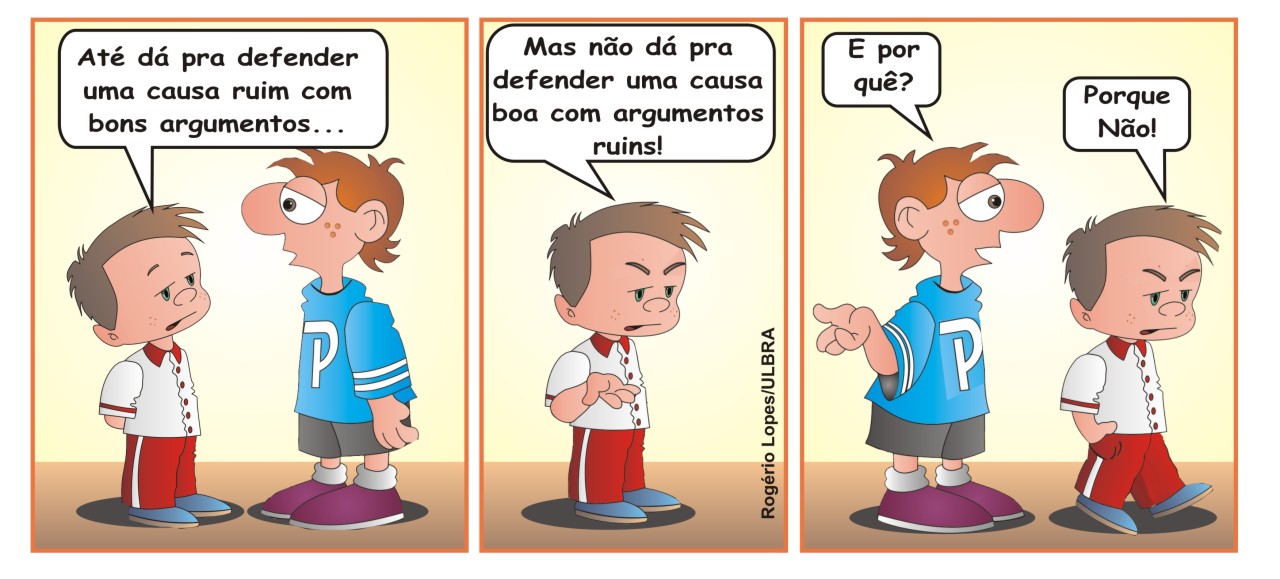 Até dá pra defender
uma causa ruim com
bons argumentos...
Mas não dá pra
defender uma causa
boa com argumentos
ruins!
E por
quê?
Porque
Não!
Rogério Lopes/ULBRA
P
P